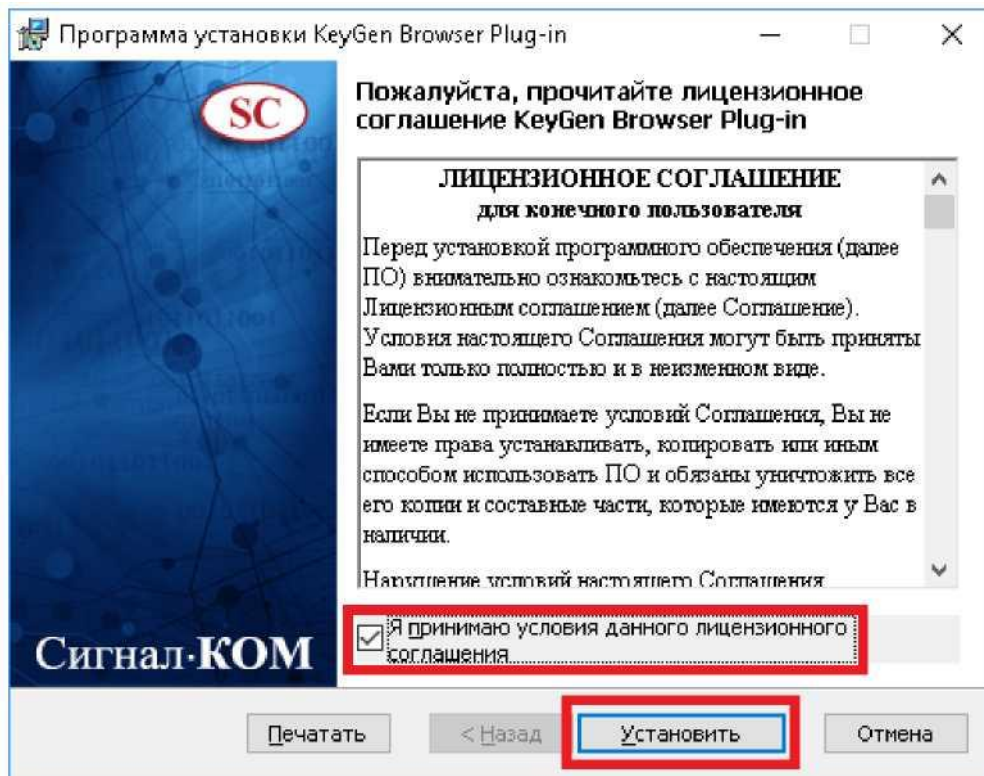 Программа установки KeyGen Browser Plug-in
SC
Пожалуйста, прочитайте лицензионное
соглашение KeyGen Browser Plug-in
ЛИЦЕНЗИОННОЕ СОГЛАШЕНИЕ
для конечного пользователя
Перед установкой программного обеспечения (далее
ПО) внимательно ознакомьтесь с настоящим
Лицензионным соглашением (далее Соглашение).
Условия настоящего Соглашения могут быть приняты
Вами только полностью и в неизменном виде.
Если Вы не принимаете условий Соглашения, Вы не
имеете права устанавливать, копировать или иным
способом использовать ПО и обязаны уничтожить все
его копии и составные части, которые имеются у Вас в
наличии.
Нарушение условий настоящего Соглашения
Я принимаю условия данного лицензионного
соглашения
Сигнал·КОМ
Печатать
< Назад
Установить
Отмена